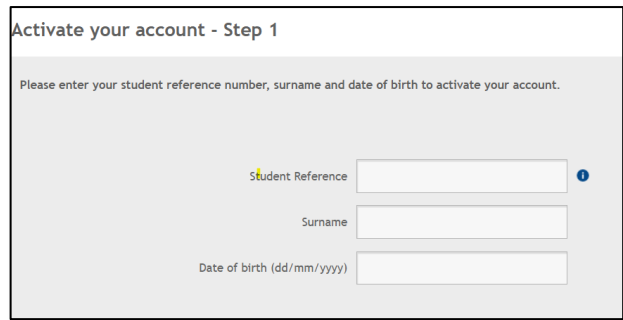 Activate your account - Step 1
Please enter your student reference number, surname and date of birth to activate your account.
Student Reference
Surname
Date of birth (dd/mm/yyyy)